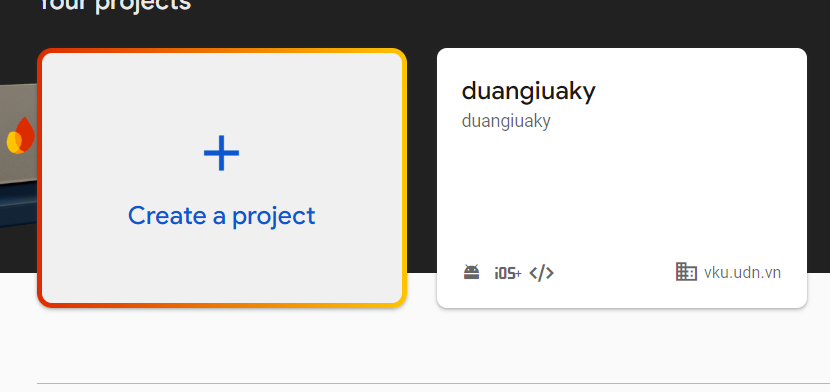 Your projects
Create a project
duangiuaky
duangiuaky
iOS+ </>
vku.udn.vn